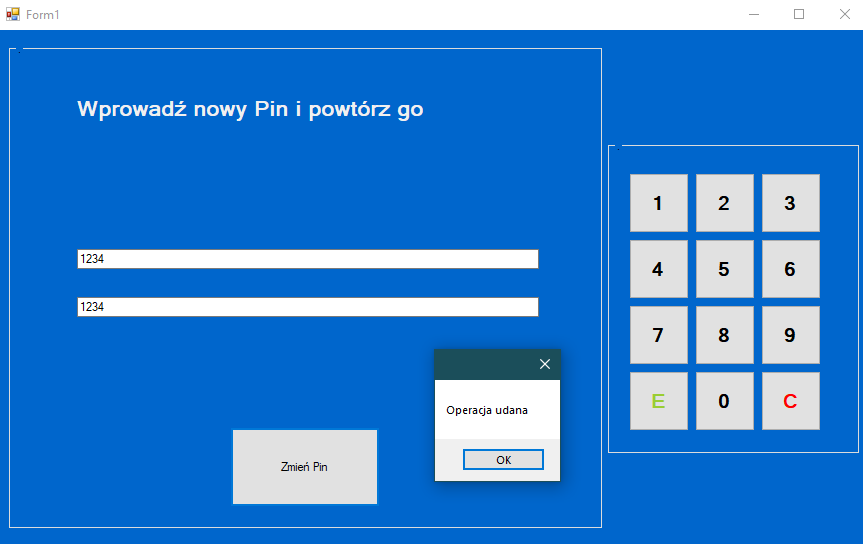 Form1
Wprowadź nowy Pin i powtórz go
1234
1234
Operacja udana
OK
Zmień Pin
1 2 3
4 5 6
7 8 9
E 0 C